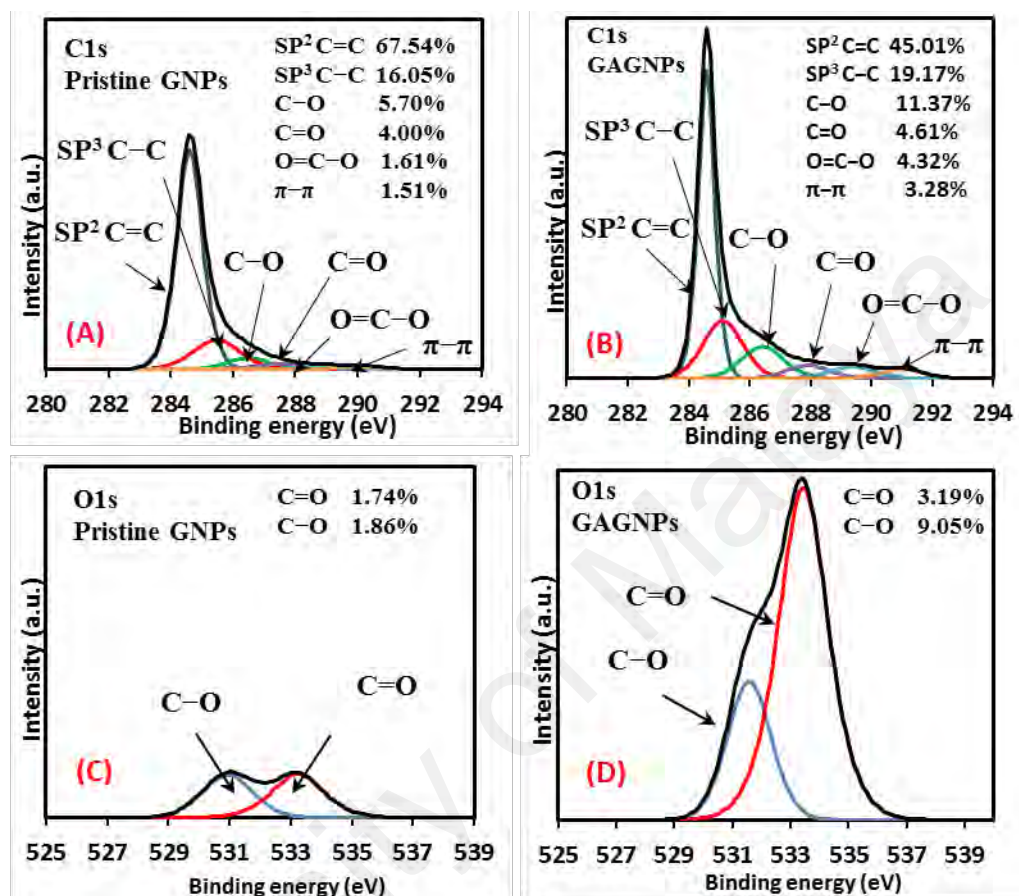 C1s
Pristine GNPs
SP² C=C 67.54%
SP³ C−C 16.05%
C−O 5.70%
C=O 4.00%
O=C−O 1.61%
π−π 1.51%
SP³ C−C
SP² C=C
C−O
C=O
O=C−O
π−π
(A)
Intensity (a.u.)
280 282 284 286 288 290 292 294
Binding energy (eV)
C1s
GAGNPs
SP² C=C 45.01%
SP³ C−C 19.17%
C−O 11.37%
C=O 4.61%
O=C−O 4.32%
π−π 3.28%
SP³ C−C
SP² C=C
C−O
C=O
O=C−O
π−π
(B)
Intensity (a.u.)
280 282 284 286 288 290 292 294
Binding energy (eV)
O1s
Pristine GNPs
C=O 1.74%
C−O 1.86%
C−O
C=O
(C)
Intensity (a.u.)
525 527 529 531 533 535 537 539
Binding energy (eV)
O1s
GAGNPs
C=O 3.19%
C−O 9.05%
C=O
C−O
(D)
Intensity (a.u.)
525 527 529 531 533 535 537 539
Binding energy (eV)
ity of Malaya